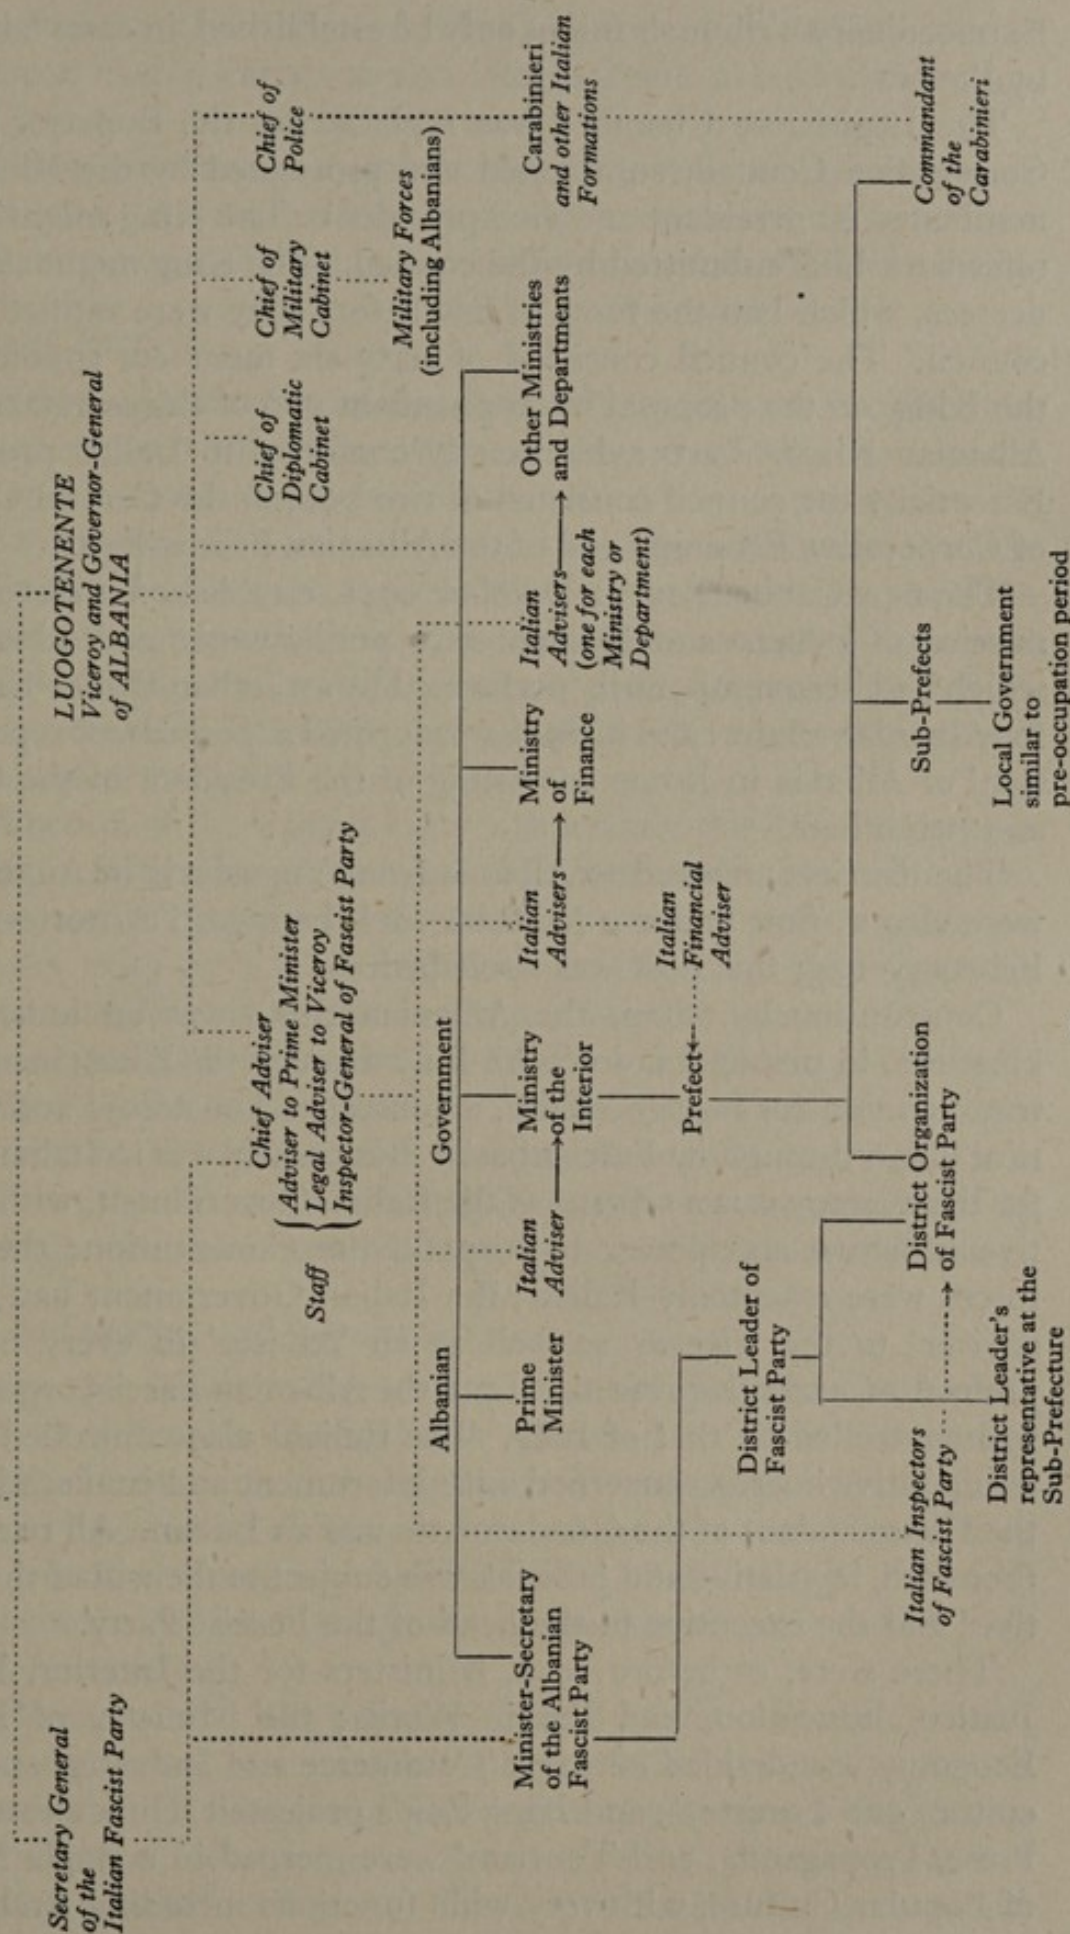 Secretary General
of the
Italian Fascist Party
LUOGOTENENTE
Viceroy and Governor-General
of ALBANIA
Chief Adviser
Staff
Adviser to Prime Minister
Legal Adviser to Viceroy
Inspector-General of Fascist Party
Chief of
Diplomatic
Cabinet
Chief of
Military
Cabinet
Chief of
Police
Military Forces
(including Albanians)
Albanian
Government
Minister-Secretary
of the Albanian
Fascist Party
Prime
Minister
Italian
Adviser
Ministry
of the
Interior
Italian
Advisers
Ministry
of
Finance
Italian
Advisers
(one for each
Ministry or
Department)
Other Ministries
and Departments
Carabinieri
and other Italian
Formations
Prefect
Italian
Financial
Adviser
District Leader of
Fascist Party
Italian Inspectors
of Fascist Party
District Organization
of Fascist Party
Sub-Prefects
Commandant
of the
Carabinieri
District Leader's
representative at the
Sub-Prefecture
Local Government
similar to
pre-occupation period